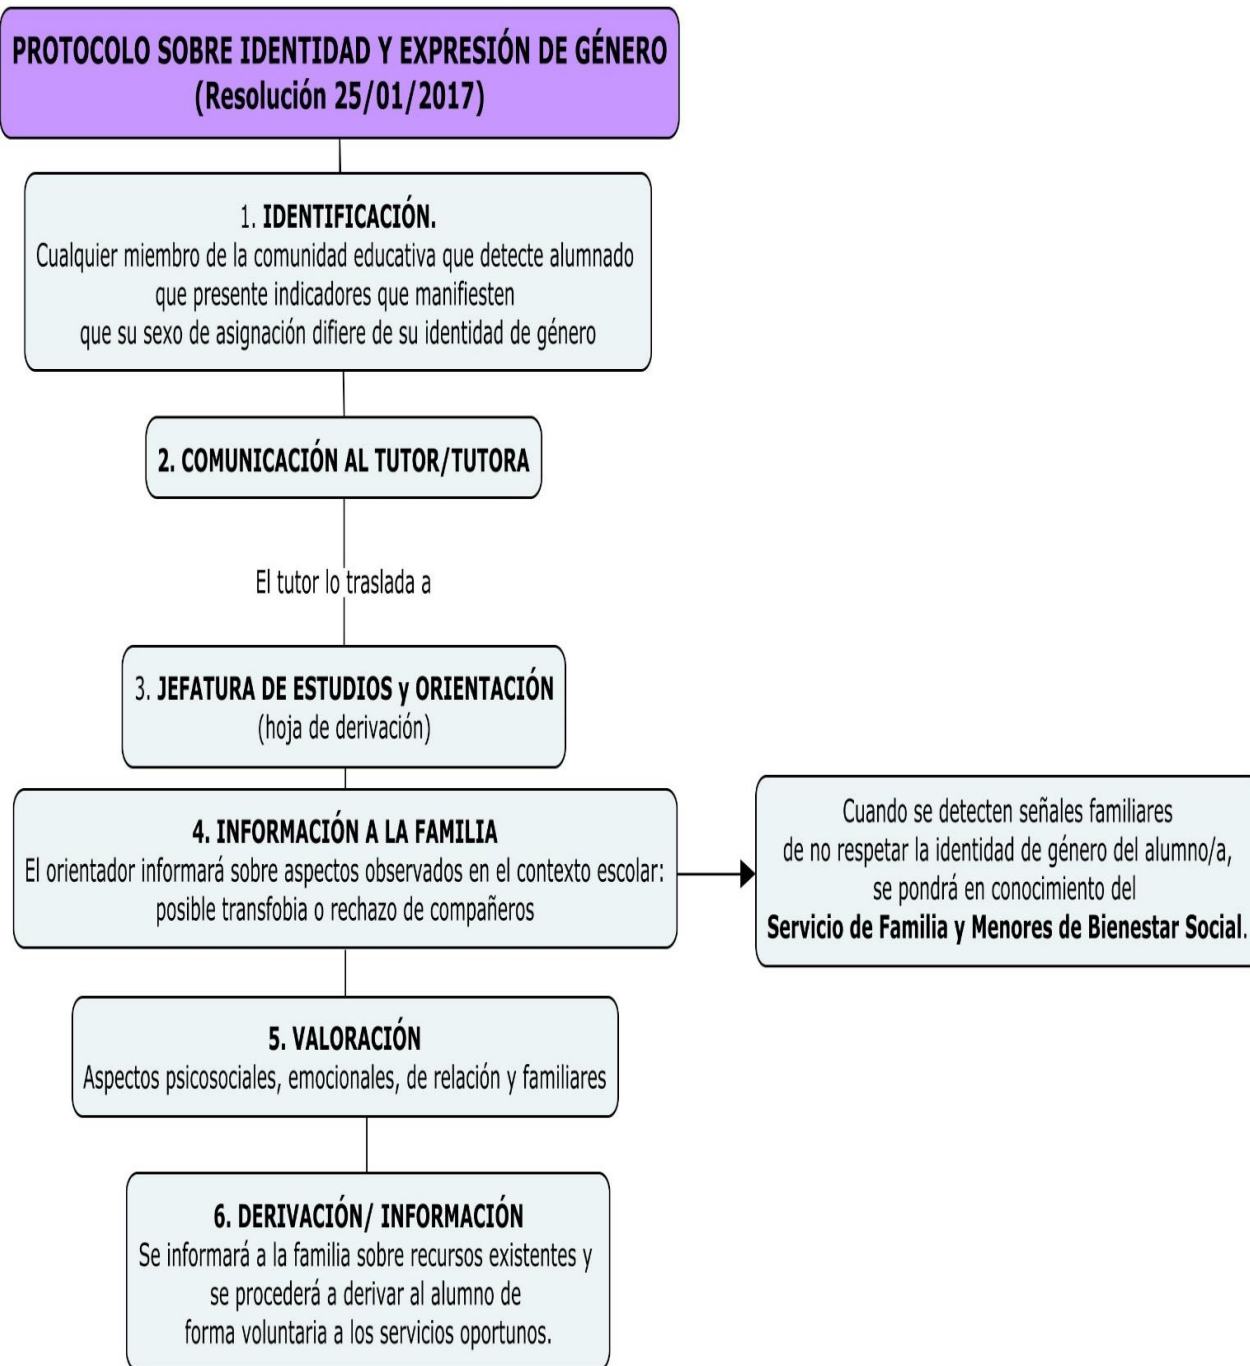 PROTOCOLO SOBRE IDENTIDAD Y EXPRESIÓN DE GÉNERO
(Resolución 25/01/2017)
1. IDENTIFICACIÓN.
Cualquier miembro de la comunidad educativa que detecte alumnado
que presente indicadores que manifiesten
que su sexo de asignación difiere de su identidad de género
2. COMUNICACIÓN AL TUTOR/TUTORA
El tutor lo traslada a
3. JEFATURA DE ESTUDIOS y ORIENTACIÓN
(hoja de derivación)
4. INFORMACIÓN A LA FAMILIA
El orientador informará sobre aspectos observados en el contexto escolar:
posible transfobia o rechazo de compañeros
Cuando se detecten señales familiares
de no respetar la identidad de género del alumno/a,
se pondrá en conocimiento del
Servicio de Familia y Menores de Bienestar Social.
5. VALORACIÓN
Aspectos psicosociales, emocionales, de relación y familiares
6. DERIVACIÓN/ INFORMACIÓN
Se informará a la familia sobre recursos existentes y
se procederá a derivar al alumno de
forma voluntaria a los servicios oportunos.